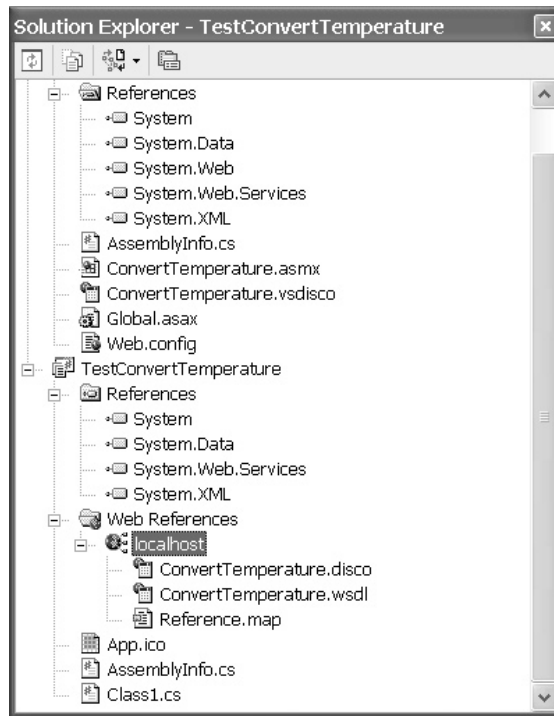 Solution Explorer - TestConvertTemperature
References
System
System.Data
System.Web
System.Web.Services
System.XML
AssemblyInfo.cs
ConvertTemperature.asmx
ConvertTemperature.vsdisco
Global.asax
Web.config
TestConvertTemperature
References
System
System.Data
System.Web.Services
System.XML
Web References
localhost
ConvertTemperature.disco
ConvertTemperature.wsdl
Reference.map
App.ico
AssemblyInfo.cs
Class1.cs